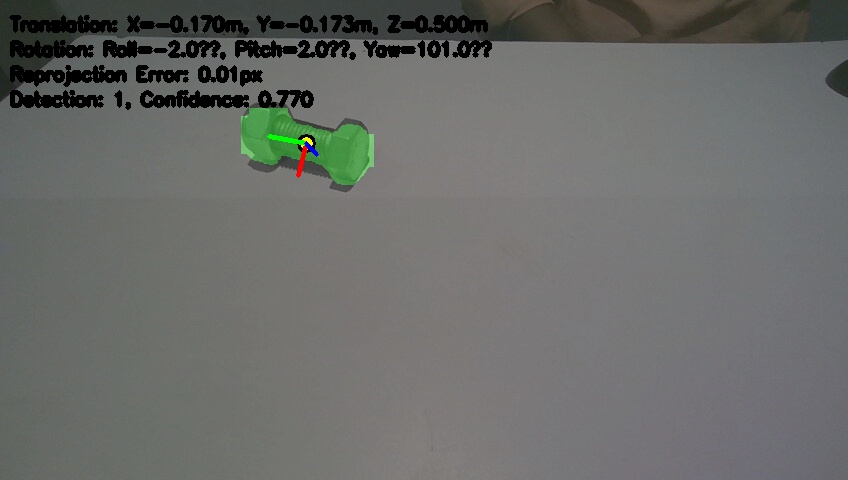 Translation: X=-0.170m, Y=-0.173m, Z=0.500m
Rotation: Roll=-2.0??, Pitch=2.0??, Yaw=101.0??
Reprojection Error: 0.01px
Detection: 1, Confidence: 0.770